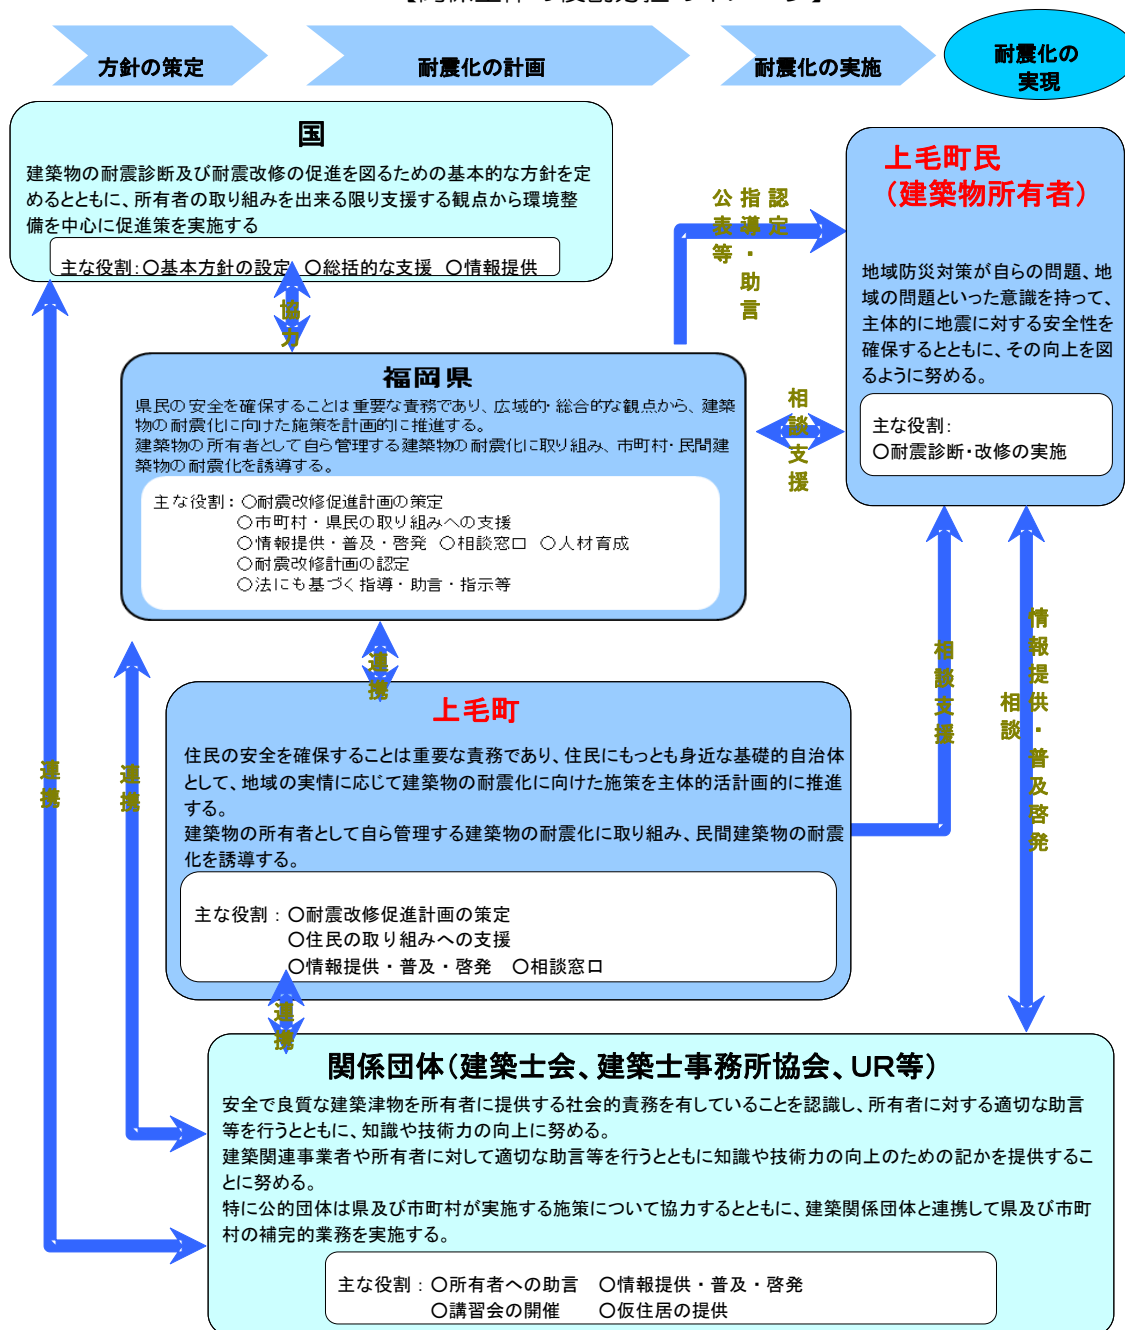 方針の策定
耐震化の計画
耐震化の実施
耐震化の
実現
国
建築物の耐震診断及び耐震改修の促進を図るための基本的な方針を定
めるとともに、所有者の取り組みを出来る限り支援する観点から環境整
備を中心に促進策を実施する
主な役割:〇基本方針の設定 〇総括的な支援 〇情報提供
協力
認定
指導・助言
公表等
上毛町民
（建築物所有者）
地域防災対策が自らの問題、地
域の問題といった意識を持って、
主体的に地震に対する安全性を
確保するとともに、その向上を図
るように努める。
主な役割:
〇耐震診断・改修の実施
福岡県
県民の安全を確保することは重要な責務であり、広域的・総合的な観点から、建築
物の耐震化に向けた施策を計画的に推進する。
建築物の所有者として自ら管理する建築物の耐震化に取り組み、市町村・民間建
築物の耐震化を誘導する。
主な役割：〇耐震改修促進計画の策定
〇市町村・県民の取り組みへの支援
〇情報提供・普及・啓発 〇相談窓口 〇人材育成
〇耐震改修計画の認定
〇法にも基づく指導・助言・指示等
相談支援
連携
上毛町
住民の安全を確保することは重要な責務であり、住民にもっとも身近な基礎的自治体
として、地域の実情に応じて建築物の耐震化に向けた施策を主体的活計画的に推進
する。
建築物の所有者として自ら管理する建築物の耐震化に取り組み、民間建築物の耐震
化を誘導する。
主な役割：〇耐震改修促進計画の策定
〇住民の取り組みへの支援
〇情報提供・普及・啓発 〇相談窓口
相談支援
情報提供・普及啓発
相談
連携
連携
連携
関係団体（建築士会、建築士事務所協会、UR等）
安全で良質な建築津物を所有者に提供する社会的責務を有していることを認識し、所有者に対する適切な助言
等を行うとともに、知識や技術力の向上に努める。
建築関連事業者や所有者に対して適切な助言等を行うとともに知識や技術力の向上のための記かを提供するこ
とに努める。
特に公的団体は県及び市町村が実施する施策について協力するとともに、建築関係団体と連携して県及び市町
村の補完的業務を実施する。
主な役割：〇所有者への助言 〇情報提供・普及・啓発
〇講習会の開催 〇仮住居の提供